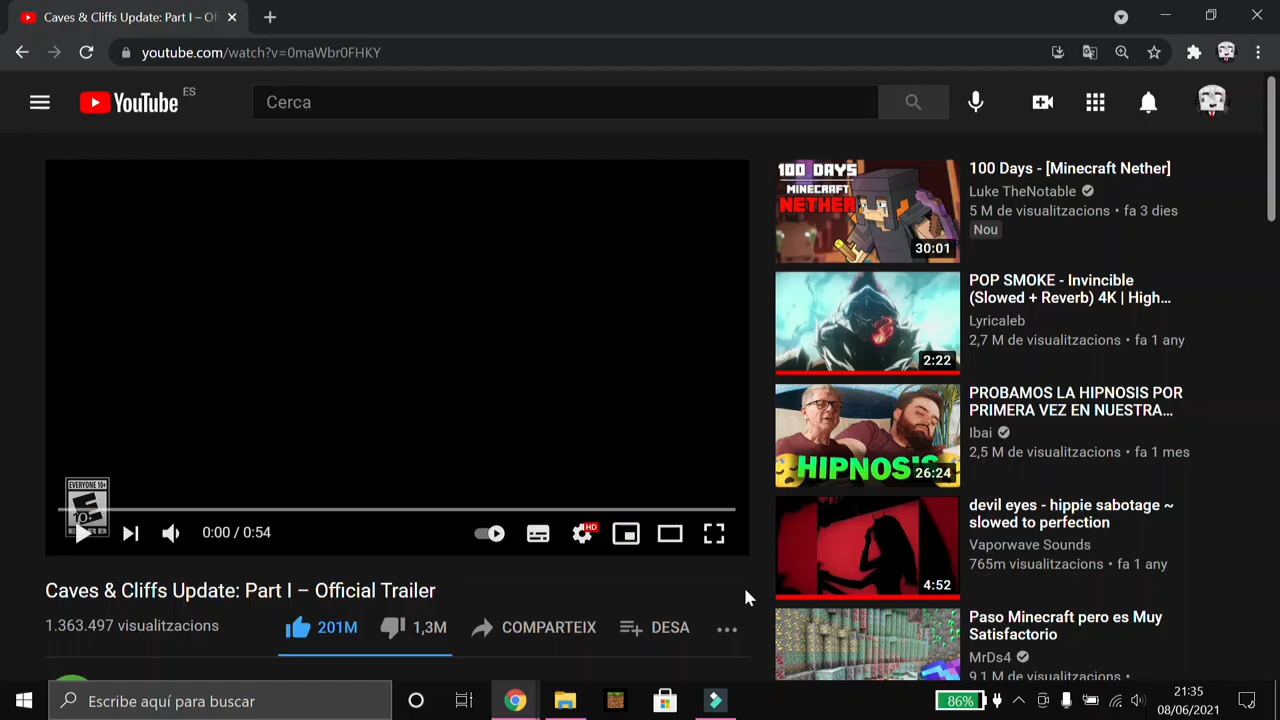 Caves & Cliffs Update: Part I – Of
youtube.com/watch?v=0maWbr0FHKY
YouTube ES
Cerca
100 DAYS
MINECRAFT
NETHER
30:01
100 Days - [Minecraft Nether]
Luke TheNotable
5 M de visualitzacions • fa 3 dies
Nou
2:22
POP SMOKE - Invincible
(Slowed + Reverb) 4K | High...
Lyricaleb
2,7 M de visualitzacions • fa 1 any
HIPNOSIS
26:24
PROBAMOS LA HIPNOSIS POR
PRIMERA VEZ EN NUESTRA...
Ibai
2,5 M de visualitzacions • fa 1 mes
4:52
devil eyes - hippie sabotage ~
slowed to perfection
Vaporwave Sounds
765m visualitzacions • fa 1 any
Paso Minecraft pero es Muy
Satisfactorio
MrDs4
9,1 M de visualitzacions •
EVERYONE 10+
E
10+
0:00 / 0:54
HD
Caves & Cliffs Update: Part I – Official Trailer
1.363.497 visualitzacions
201M
1,3M
COMPARTEIX
DESA
Escribe aquí para buscar
86%
21:35
08/06/2021